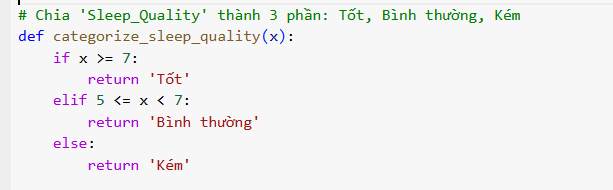 # Chia 'Sleep_Quality' thành 3 phần: Tốt, Bình thường, Kém
def categorize_sleep_quality(x):
    if x >= 7:
        return 'Tốt'
    elif 5 <= x < 7:
        return 'Bình thường'
    else:
        return 'Kém'